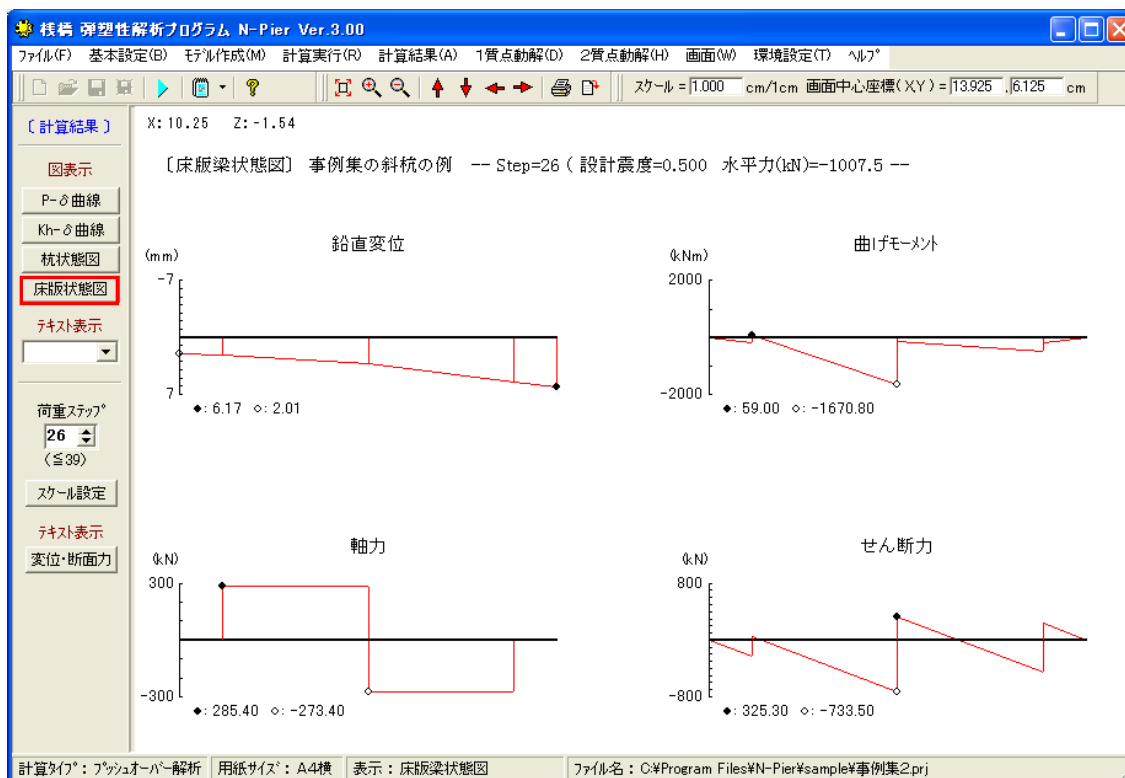 桟橋 弾塑性解析プログラム N-Pier Ver.3.00
ファイル(F) 基本設定(B) モデル作成(M) 計算実行(R) 計算結果(A) 1質点動解(D) 2質点動解(H) 画面(W) 環境設定(T) ヘルプ
スケール = 1.000 cm/1cm 画面中心座標(X,Y) = 13.925 , 6.125 cm
〔計算結果〕
図表示
P-δ曲線
Kh-δ曲線
杭状態図
床版状態図
テキスト表示
荷重ステップ
26
(≦39)
スケール設定
テキスト表示
変位・断面力
X:10.25 Z:-1.54
〔床版梁状態図〕 事例集の斜杭の例 -- Step=26 ( 設計震度=0.500 水平力(kN)=-1007.5 --
鉛直変位
(mm)
-7
7
◆: 6.17 ◇: 2.01
曲げモーメント
(kNm)
2000
-2000
◆: 59.00 ◇: -1670.80
軸力
(kN)
300
-300
◆: 285.40 ◇: -273.40
せん断力
(kN)
800
-800
◆: 325.30 ◇: -733.50
計算タイプ : プッシュオーバー解析 用紙サイズ : A4横 表示 : 床版梁状態図 ファイル名 : C:¥Program Files¥N-Pier¥sample¥事例集2.prj